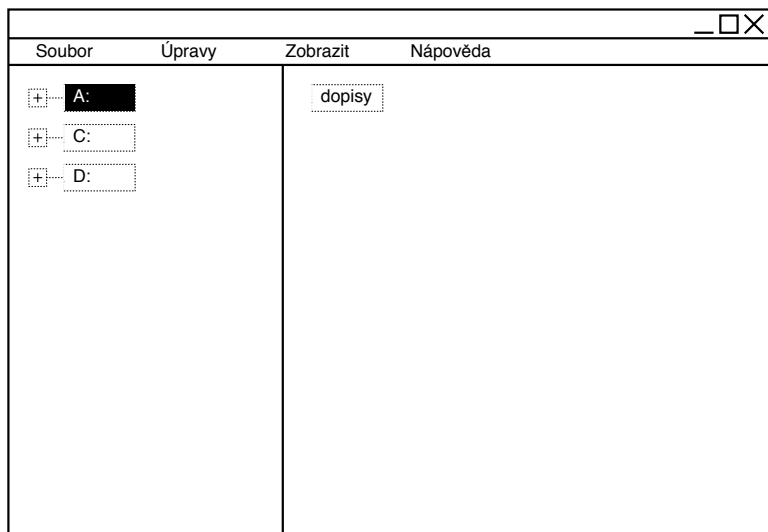 Soubor Úpravy Zobrazit Nápověda
+ A:
dopisy
+ C:
+ D: